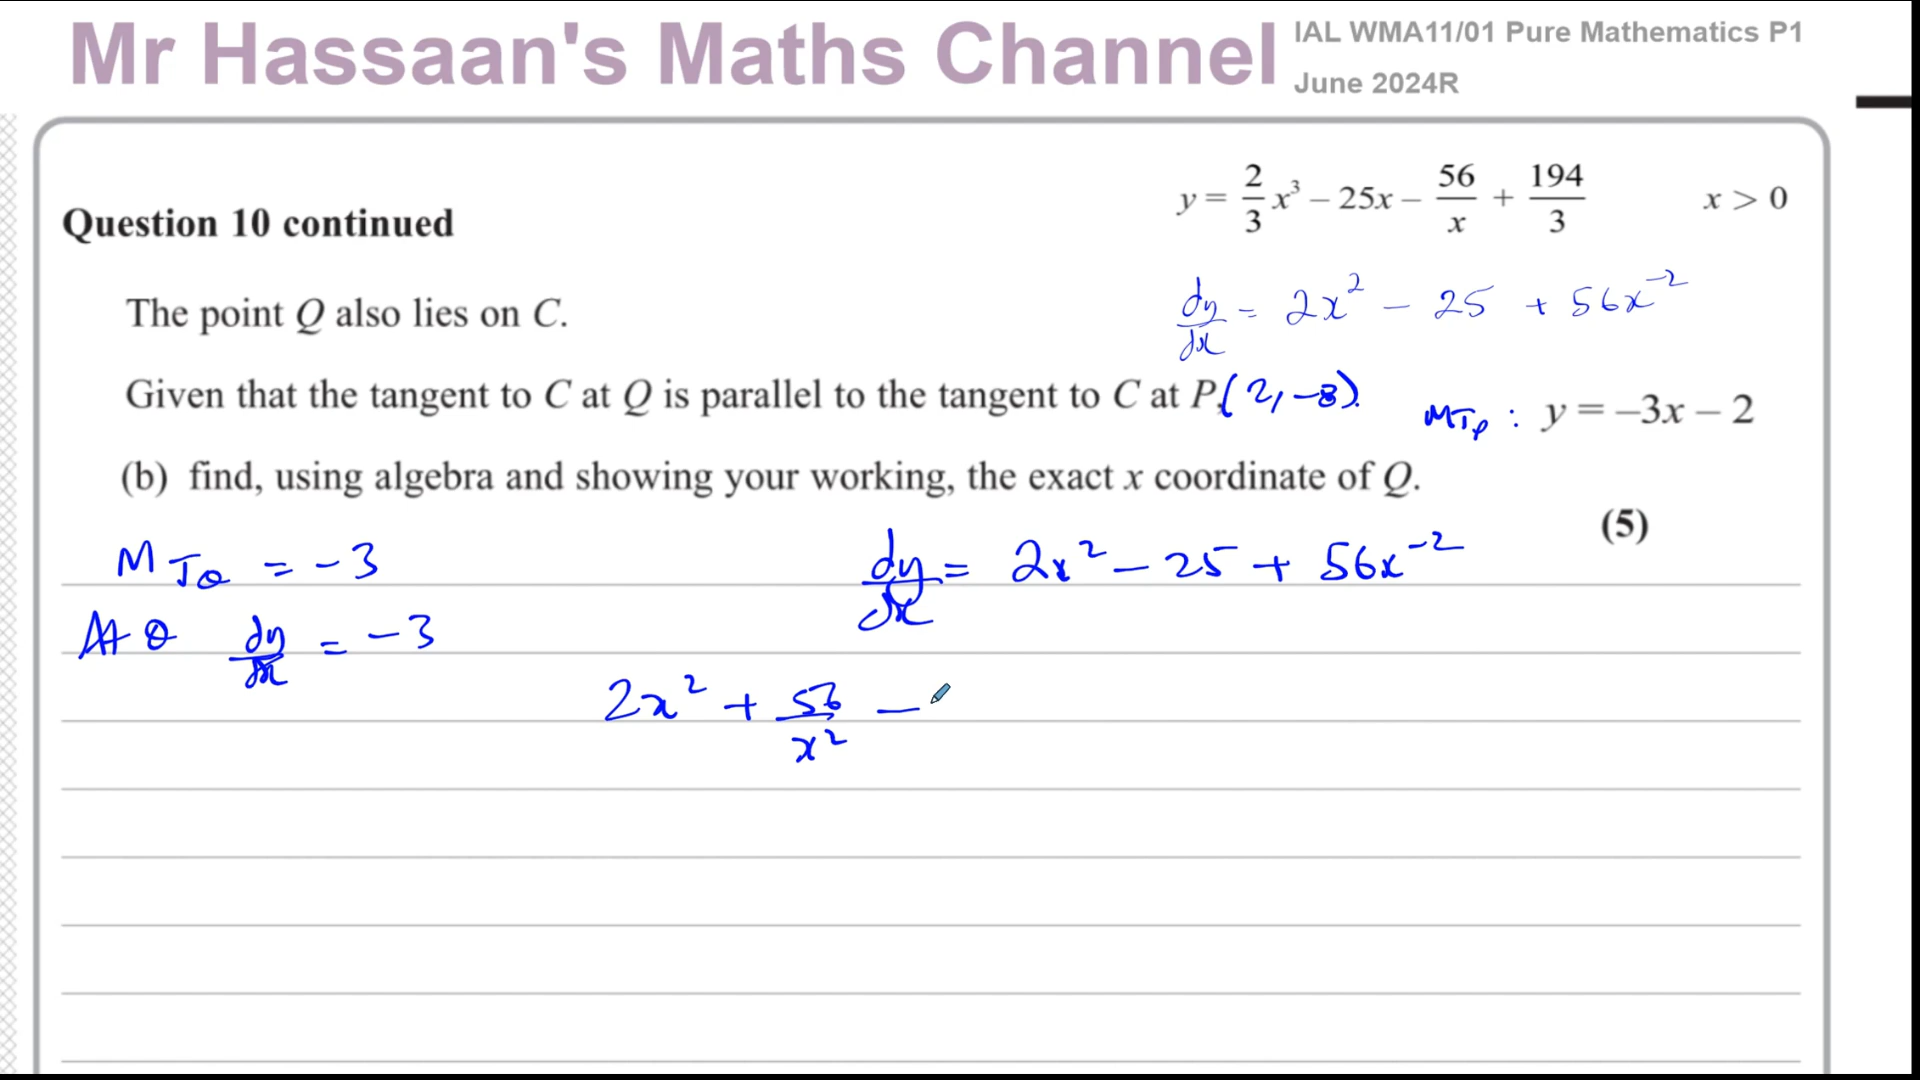 Mr Hassaan's Maths Channel
IAL WMA11/01 Pure Mathematics P1
June 2024R
y = 2/3 x³ – 25x – 56/x + 194/3    x > 0
Question 10 continued
dy/dx = 2x² – 25 + 56x⁻²
The point Q also lies on C.
Given that the tangent to C at Q is parallel to the tangent to C at P. (2, –8).
M_TP : y = –3x – 2
(b) find, using algebra and showing your working, the exact x coordinate of Q.
(5)
M_TQ = –3
dy/dx = 2x² – 25 + 56x⁻²
At Q dy/dx = –3
2x² + 56/x² –